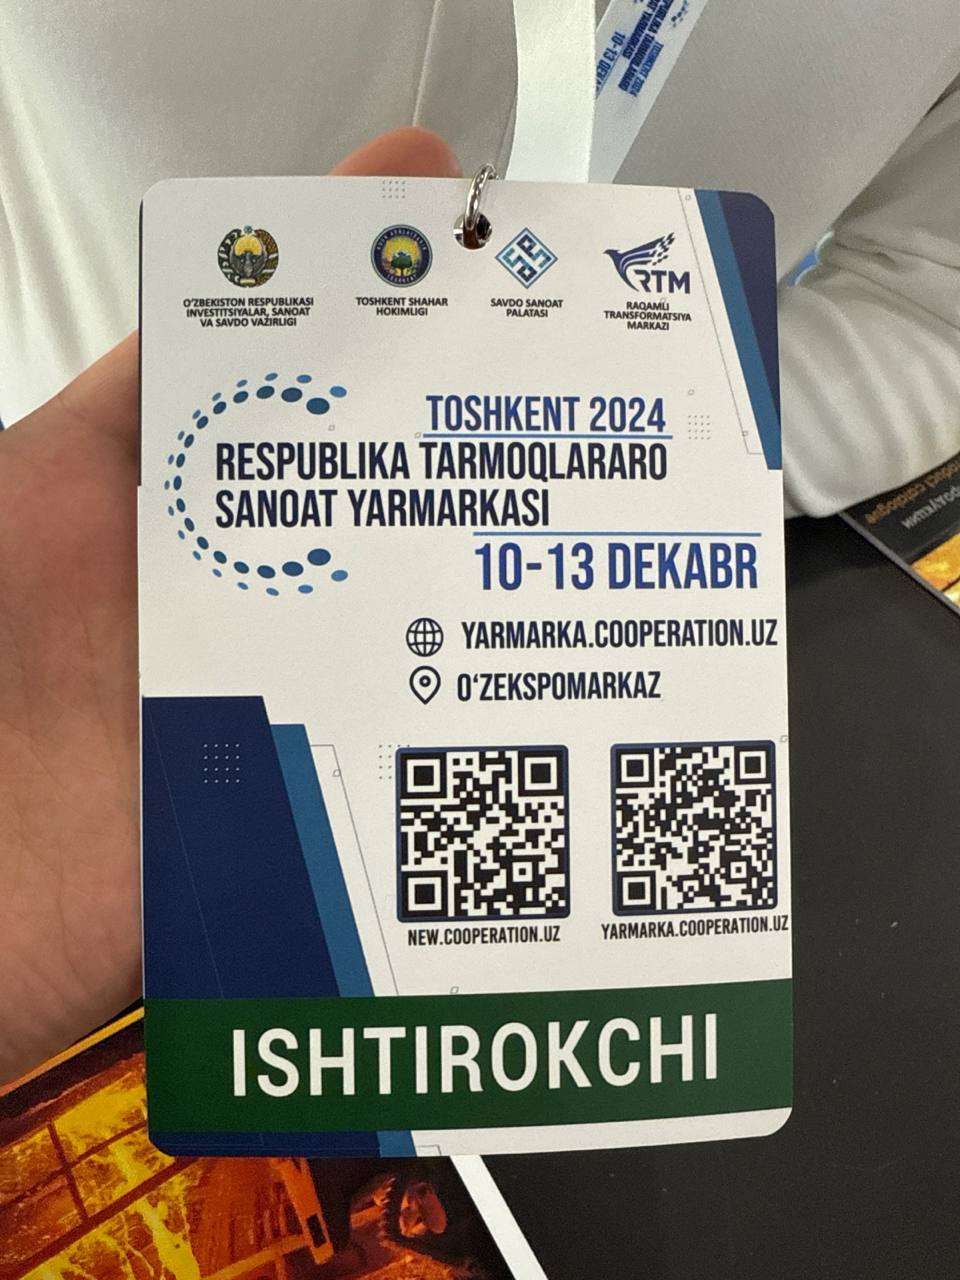 O'ZBEKISTON RESPUBLIKASI
INVESTITSIYALAR, SANOAT
VA SAVDO VAZIRLIGI
TOSHKENT SHAHAR
HOKIMLIGI
SAVDO SANOAT
PALATASI
RTM
RAQAMLI
TRANSFORMATSIYA
MARKAZI
TOSHKENT 2024
RESPUBLIKA TARMOQLARARO
SANOAT YARMARKASI
10-13 DEKABR
YARMARKA.COOPERATION.UZ
O‘ZEKSPOMARKAZ
NEW.COOPERATION.UZ
YARMARKA.COOPERATION.UZ
ISHTIROKCHI